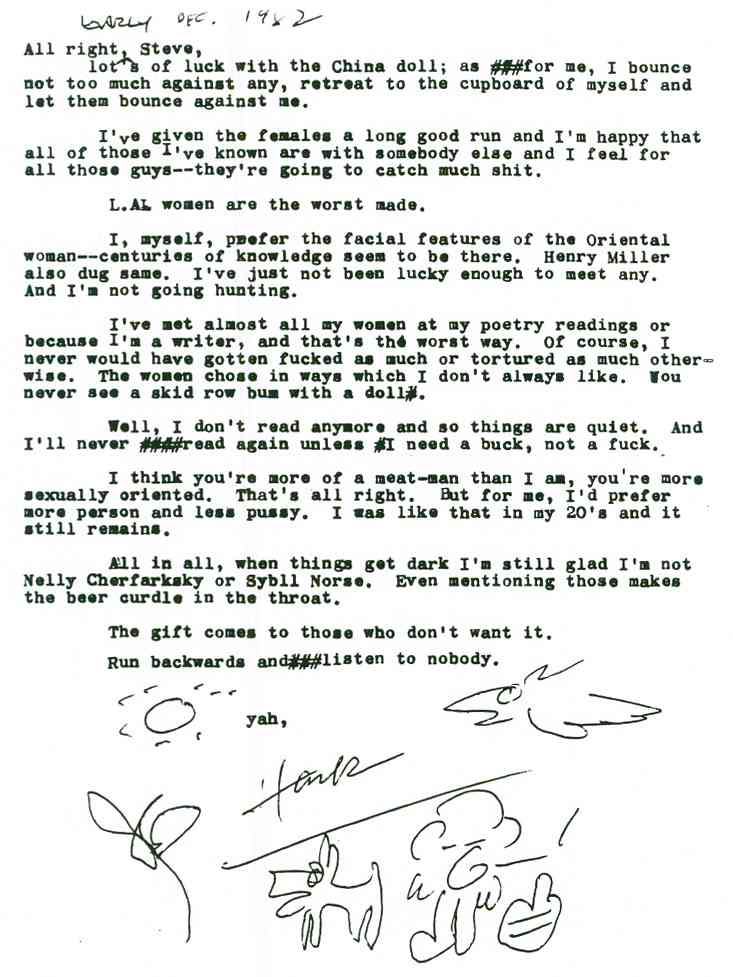 EARLY DEC. 1982
All right, Steve,
lot's of luck with the China doll; as ###for me, I bounce
not too much against any, retreat to the cupboard of myself and
let them bounce against me.
I've given the females a long good run and I'm happy that
all of those I've known are with somebody else and I feel for
all those guys--they're going to catch much shit.
L.AL women are the worst made.
I, myself, prefer the facial features of the Oriental
woman--centuries of knowledge seem to be there. Henry Miller
also dug same. I've just not been lucky enough to meet any.
And I'm not going hunting.
I've met almost all my women at my poetry readings or
because I'm a writer, and that's the worst way. Of course, I
never would have gotten fucked as much or tortured as much other-
wise. The women chose in ways which I don't always like. You
never see a skid row bum with a doll#.
Well, I don't read anymore and so things are quiet. And
I'll never ####read again unless #I need a buck, not a fuck.
I think you're more of a meat-man than I am, you're more
sexually oriented. That's all right. But for me, I'd prefer
more person and less pussy. I was like that in my 20's and it
still remains.
All in all, when things get dark I'm still glad I'm not
Nelly Cherfarksky or Sybll Norse. Even mentioning those makes
the beer curdle in the throat.
The gift comes to those who don't want it.
Run backwards and###listen to nobody.
yah,
Hank